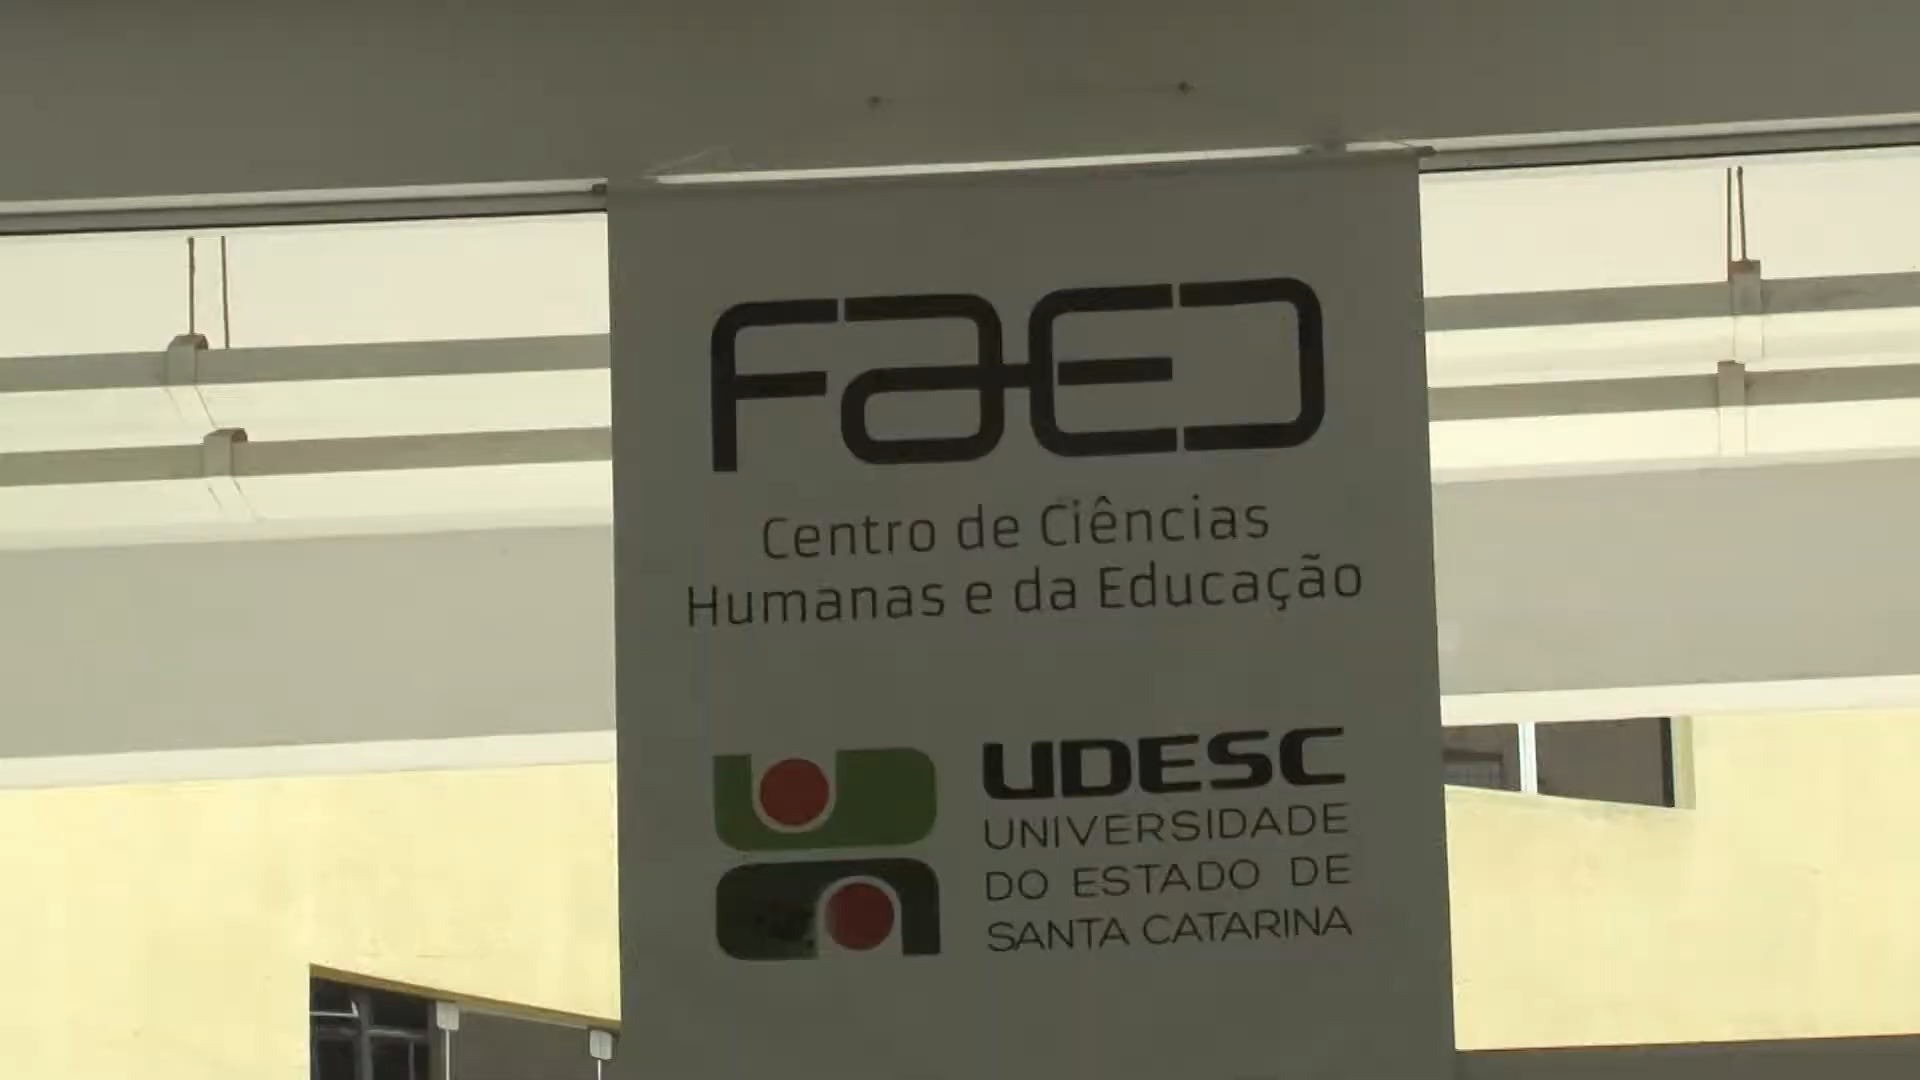 FAED
Centro de Ciências
Humanas e da Educação
UDESC
UNIVERSIDADE
DO ESTADO DE
SANTA CATARINA